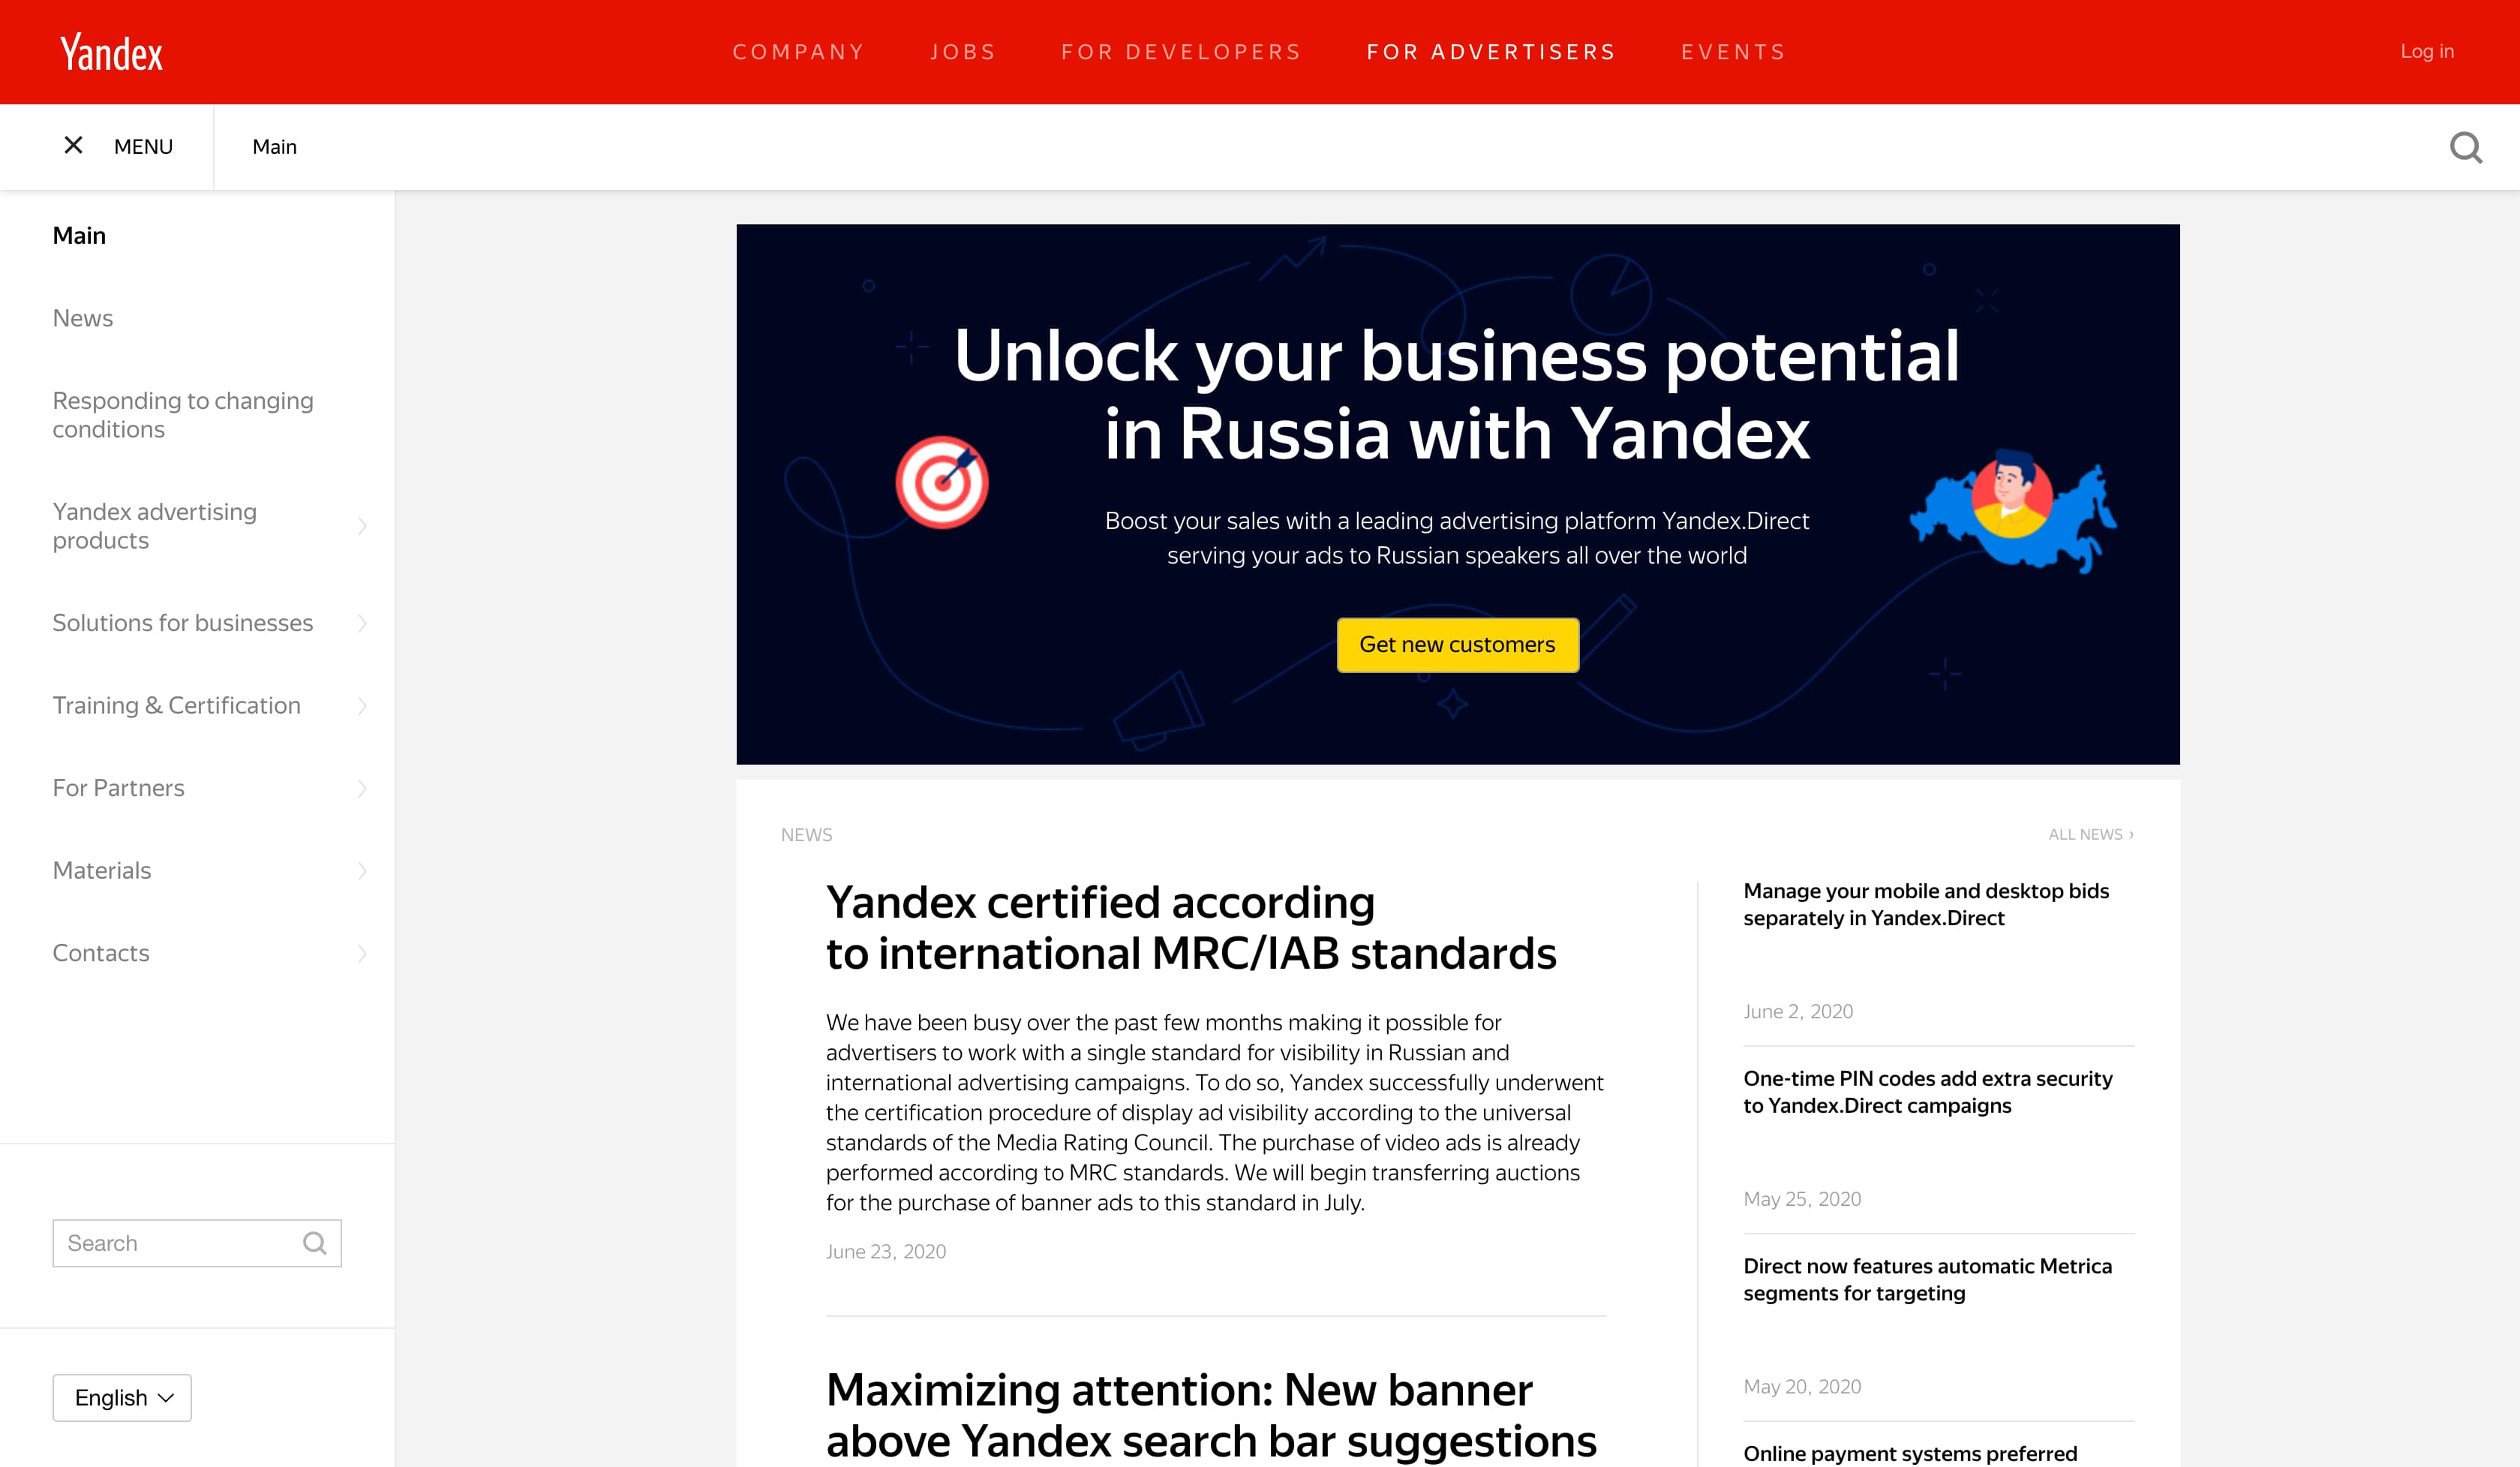 Yandex
COMPANY
JOBS
FOR DEVELOPERS
FOR ADVERTISERS
EVENTS
Log in
MENU
Main
Main
News
Responding to changing
conditions
Yandex advertising
products
Solutions for businesses
Training & Certification
For Partners
Materials
Contacts
Search
English
Unlock your business potential
in Russia with Yandex
Boost your sales with a leading advertising platform Yandex.Direct
serving your ads to Russian speakers all over the world
Get new customers
NEWS
ALL NEWS ›
Yandex certified according
to international MRC/IAB standards
We have been busy over the past few months making it possible for
advertisers to work with a single standard for visibility in Russian and
international advertising campaigns. To do so, Yandex successfully underwent
the certification procedure of display ad visibility according to the universal
standards of the Media Rating Council. The purchase of video ads is already
performed according to MRC standards. We will begin transferring auctions
for the purchase of banner ads to this standard in July.
June 23, 2020
Maximizing attention: New banner
above Yandex search bar suggestions
Manage your mobile and desktop bids
separately in Yandex.Direct
June 2, 2020
One-time PIN codes add extra security
to Yandex.Direct campaigns
May 25, 2020
Direct now features automatic Metrica
segments for targeting
May 20, 2020
Online payment systems preferred